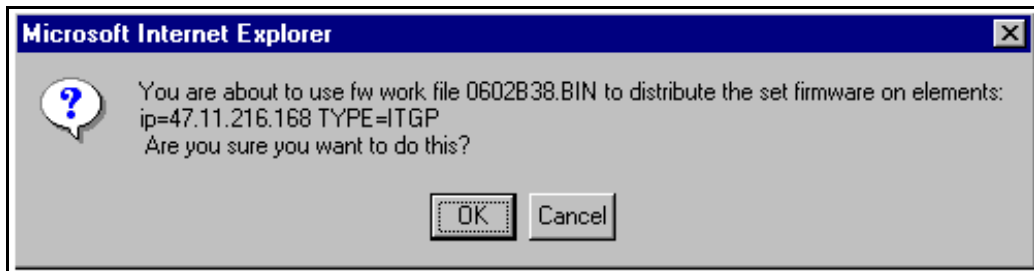 Microsoft Internet Explorer
You are about to use fw work file 0602B38.BIN to distribute the set firmware on elements:
ip=47.11.216.168 TYPE=ITGP
Are you sure you want to do this?
OK
Cancel